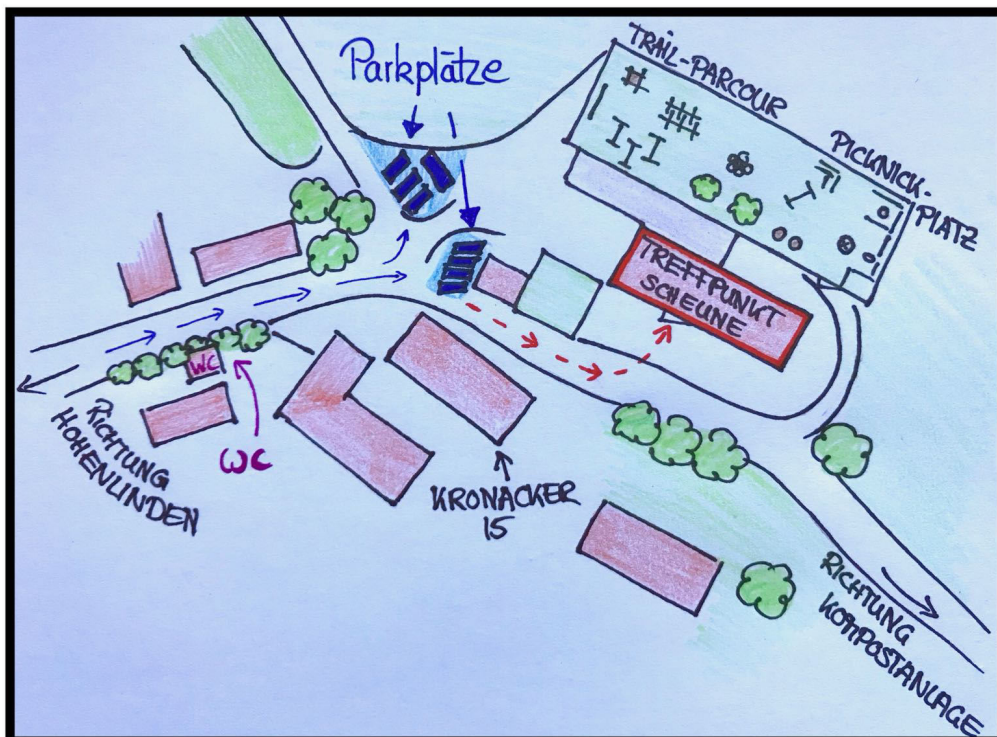 Parkplätze
TRAIL-PARCOUR
PICKNICK-
PLATZ
TREFFPUNKT
SCHEUNE
WC
WC
RICHTUNG
HOHENLINDEN
KRONACKER
15
RICHTUNG
KOMPOSTANLAGE